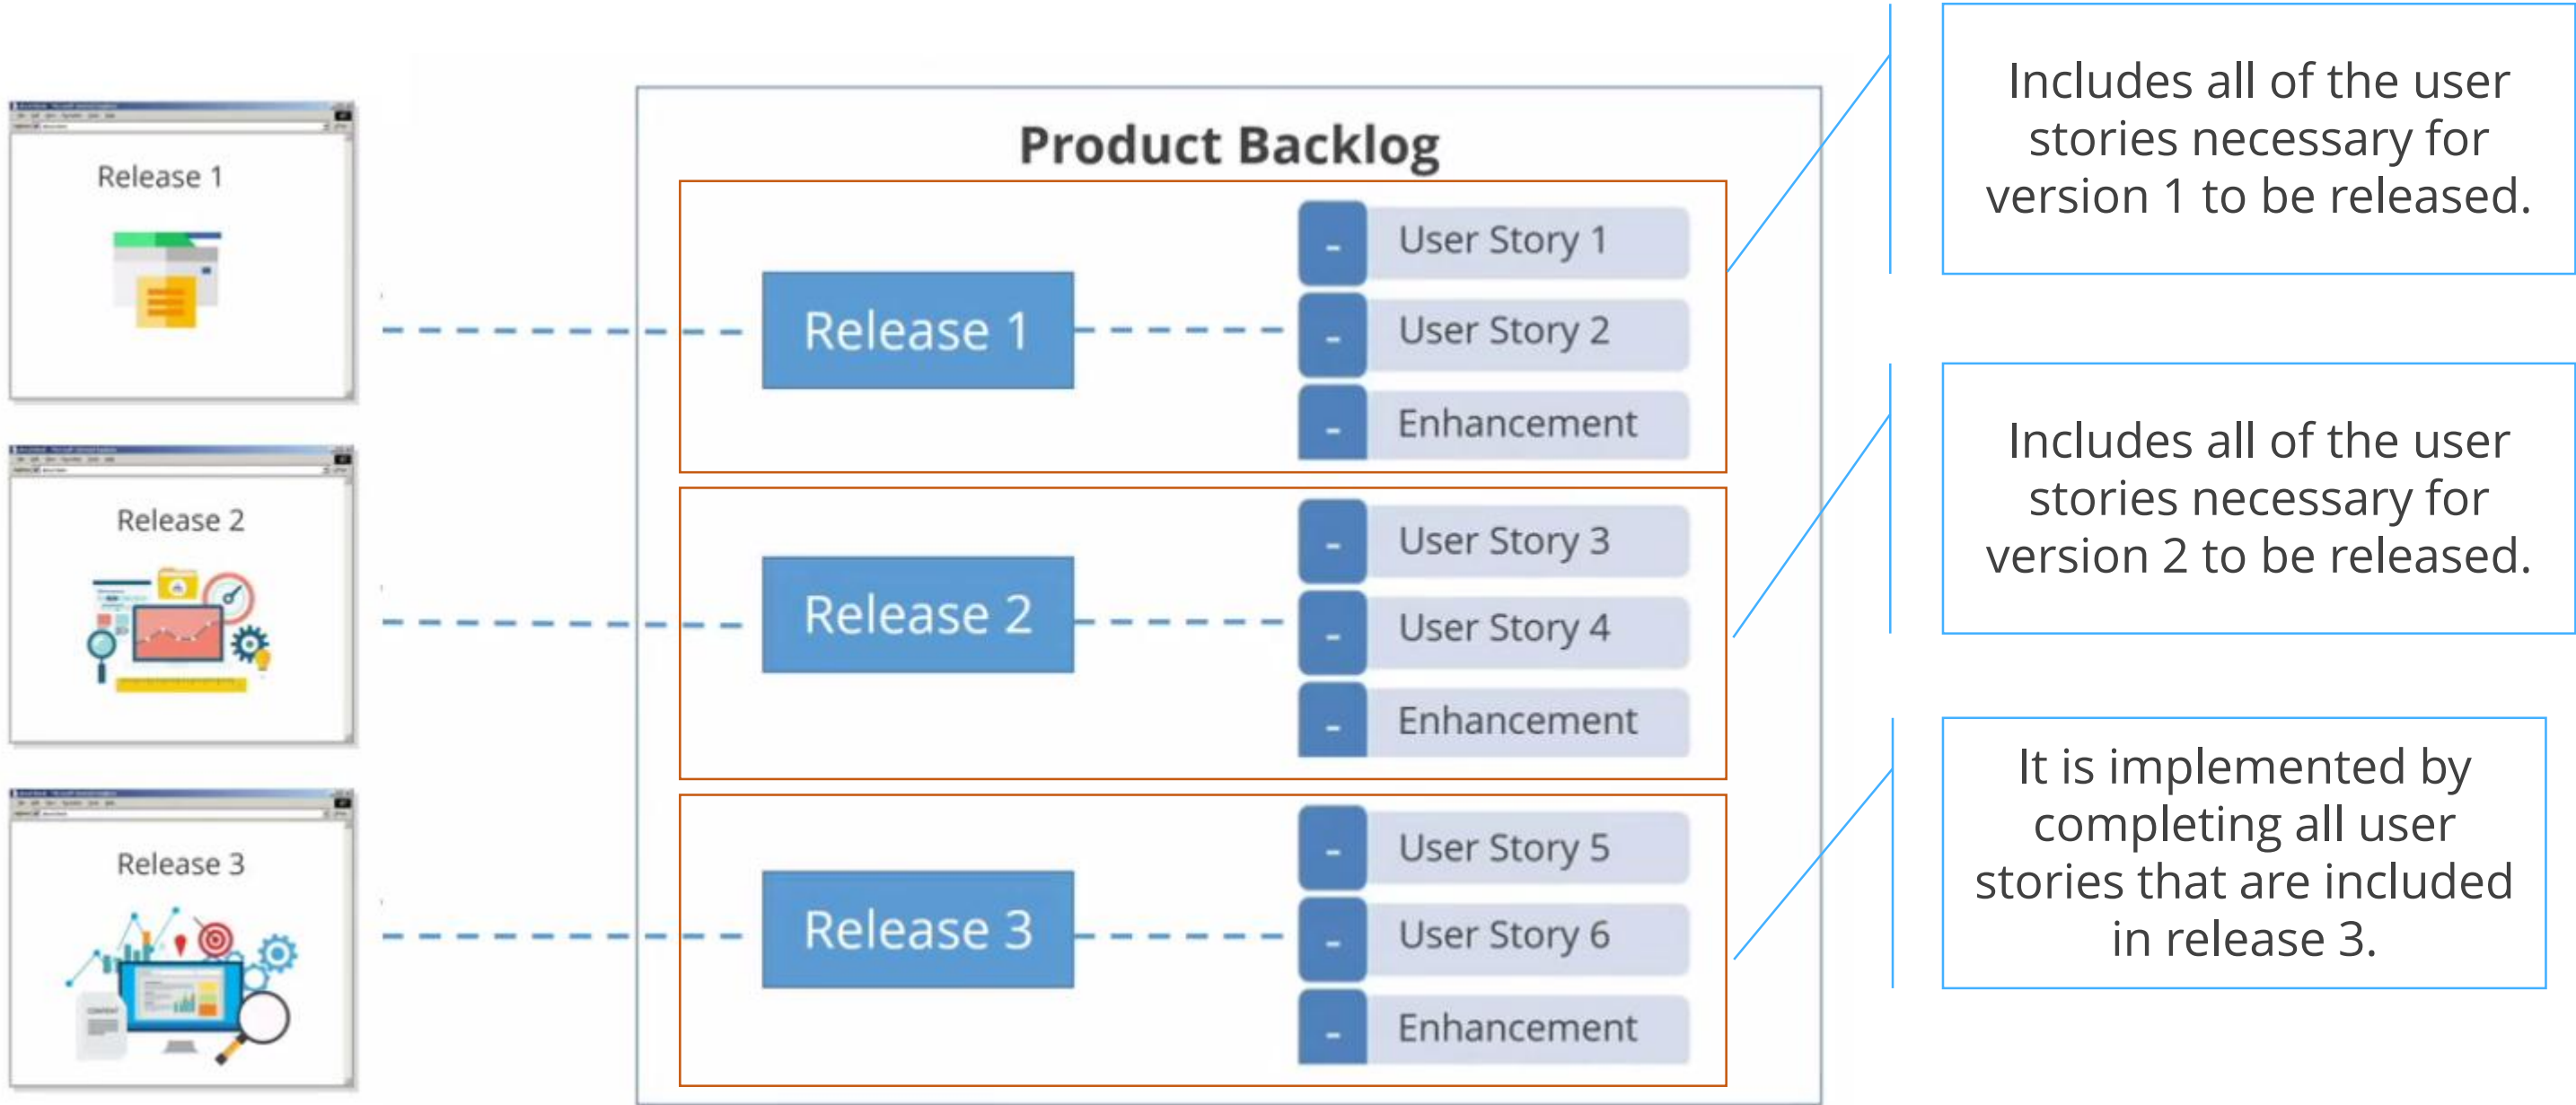 Release 1
Product Backlog
Release 1
- User Story 1
- User Story 2
- Enhancement
Includes all of the user
stories necessary for
version 1 to be released.
Release 2
Release 2
- User Story 3
- User Story 4
- Enhancement
Includes all of the user
stories necessary for
version 2 to be released.
Release 3
CONTENT
Release 3
- User Story 5
- User Story 6
- Enhancement
It is implemented by
completing all user
stories that are included
in release 3.